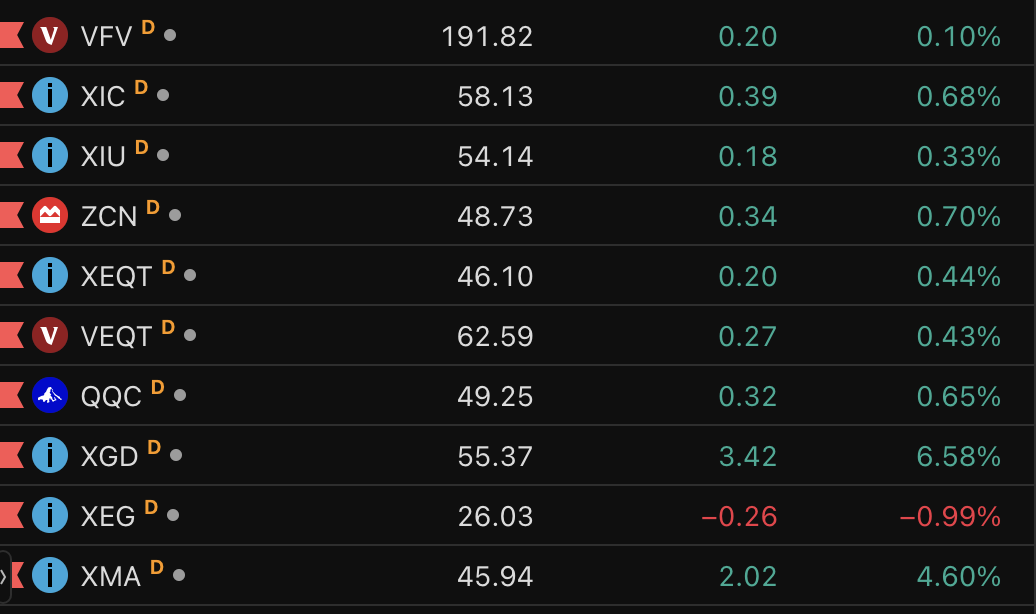 VFV D 191.82 0.20 0.10%
XIC D 58.13 0.39 0.68%
XIU D 54.14 0.18 0.33%
ZCN D 48.73 0.34 0.70%
XEQT D 46.10 0.20 0.44%
VEQT D 62.59 0.27 0.43%
QQC D 49.25 0.32 0.65%
XGD D 55.37 3.42 6.58%
XEG D 26.03 −0.26 −0.99%
XMA D 45.94 2.02 4.60%